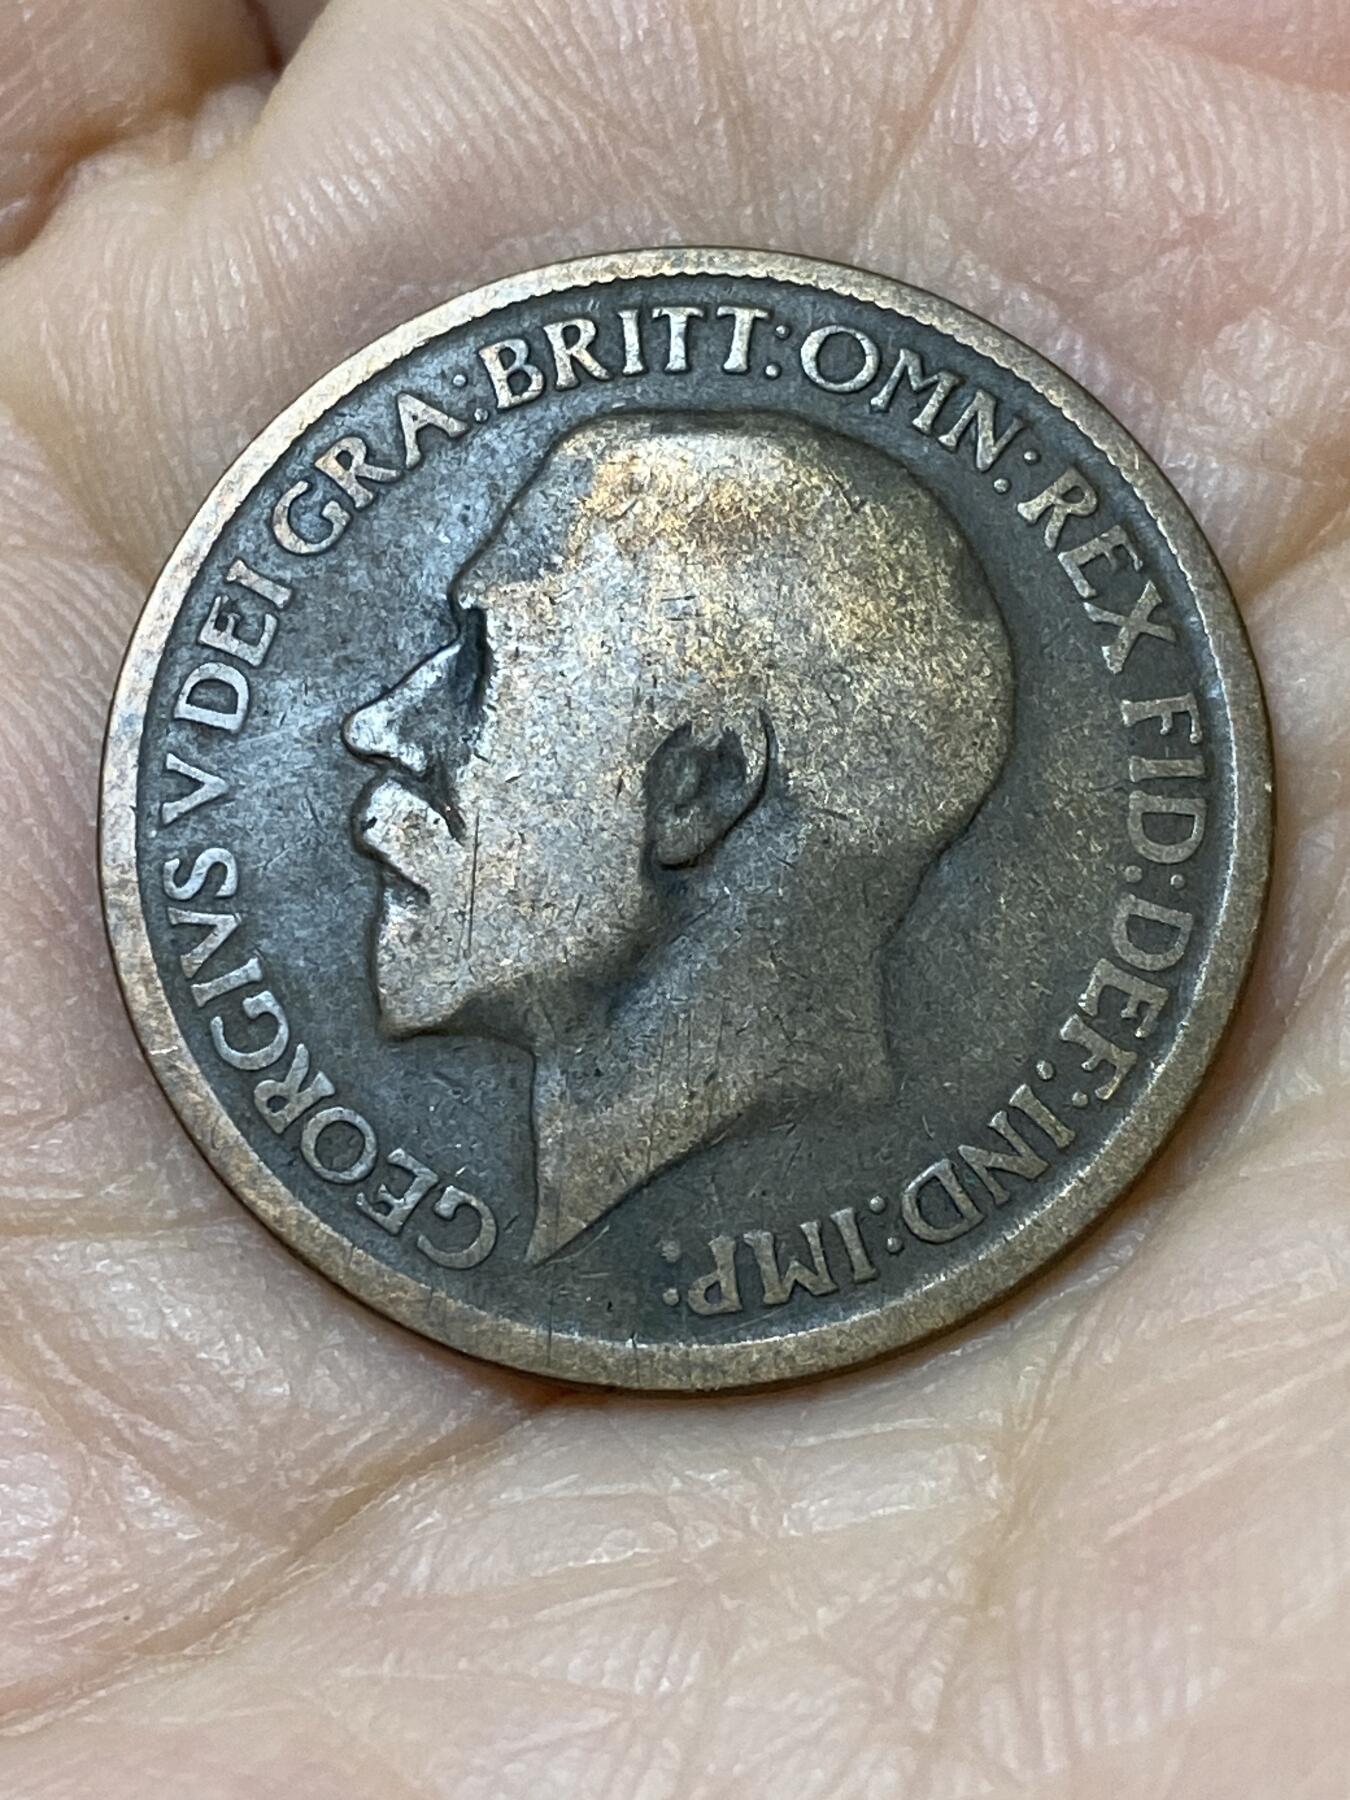 GEORGIVS V DEI GRA: BRITT: OMN: REX FID: DEF: IND: IMP: